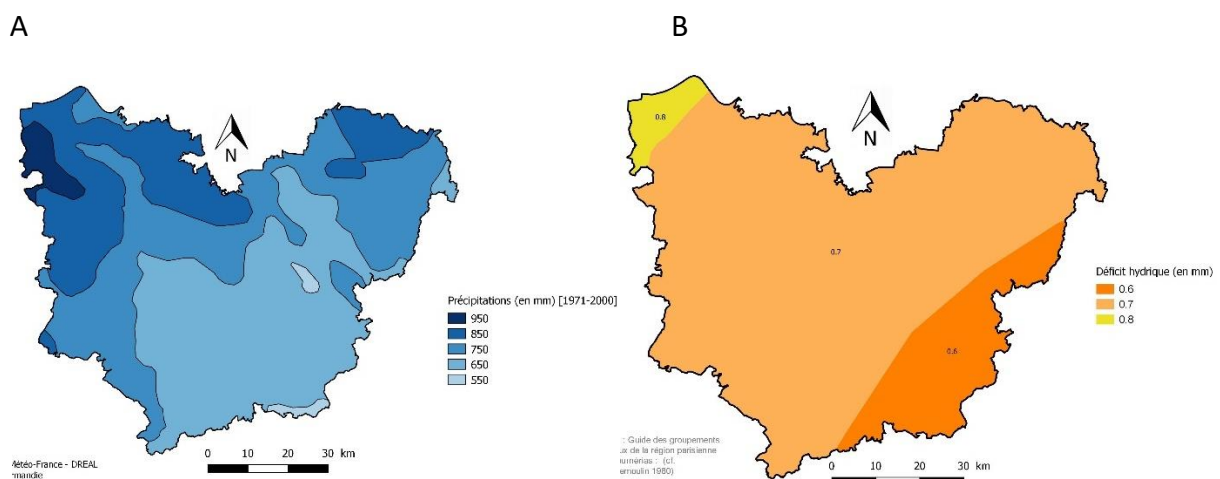 A
B
N
Précipitations (en mm) [1971-2000]
950
850
750
650
550
0 10 20 30 km
Météo-France - DREAL
rmandie
0.8
N
0.7
0.6
Déficit hydrique (en mm)
0.6
0.7
0.8
: Guide des groupements
ux de la région parisienne
ournérias : (cf.
emoulin 1980)
0 10 20 30 km